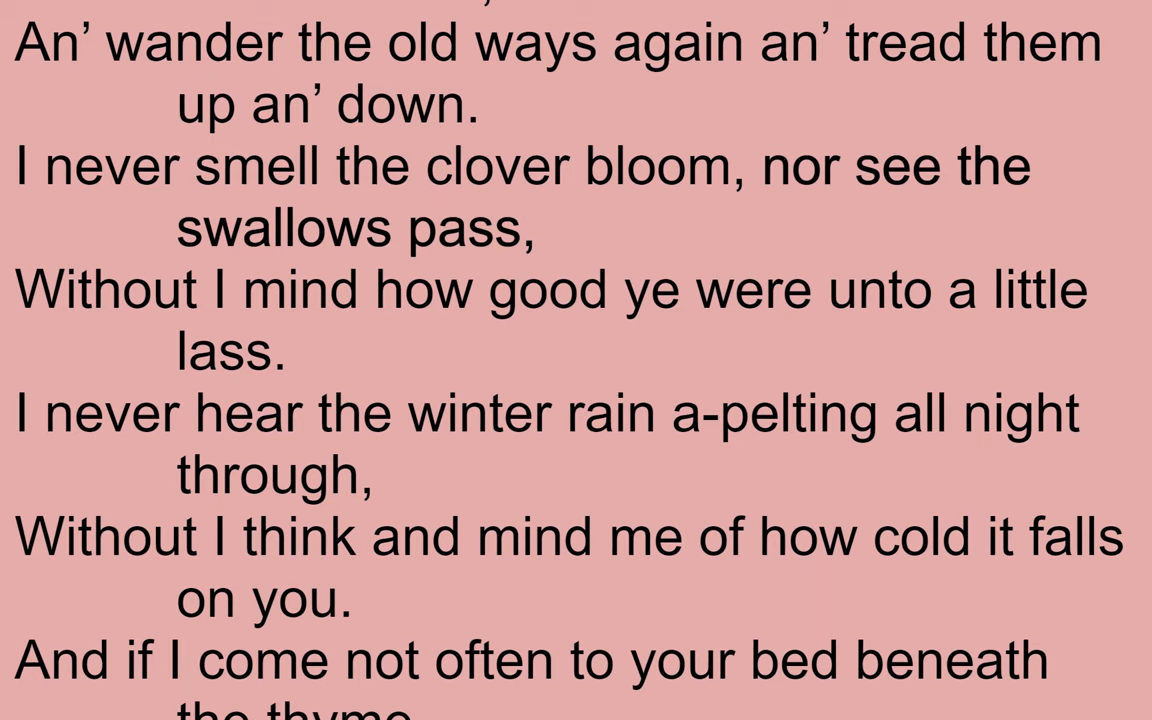 An’ wander the old ways again an’ tread them
up an’ down.
I never smell the clover bloom, nor see the
swallows pass,
Without I mind how good ye were unto a little
lass.
I never hear the winter rain a-pelting all night
through,
Without I think and mind me of how cold it falls
on you.
And if I come not often to your bed beneath
the thyme